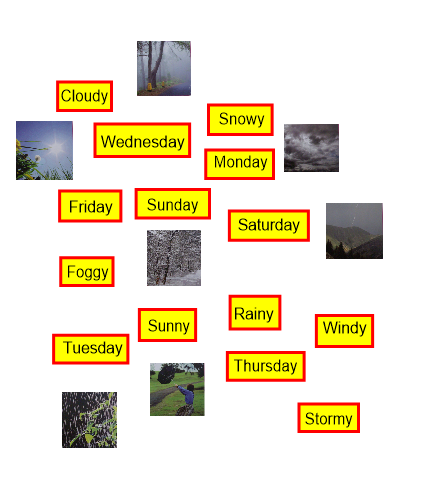 Cloudy
Snowy
Wednesday
Monday
Friday
Sunday
Saturday
Foggy
Rainy
Sunny
Windy
Tuesday
Thursday
Stormy